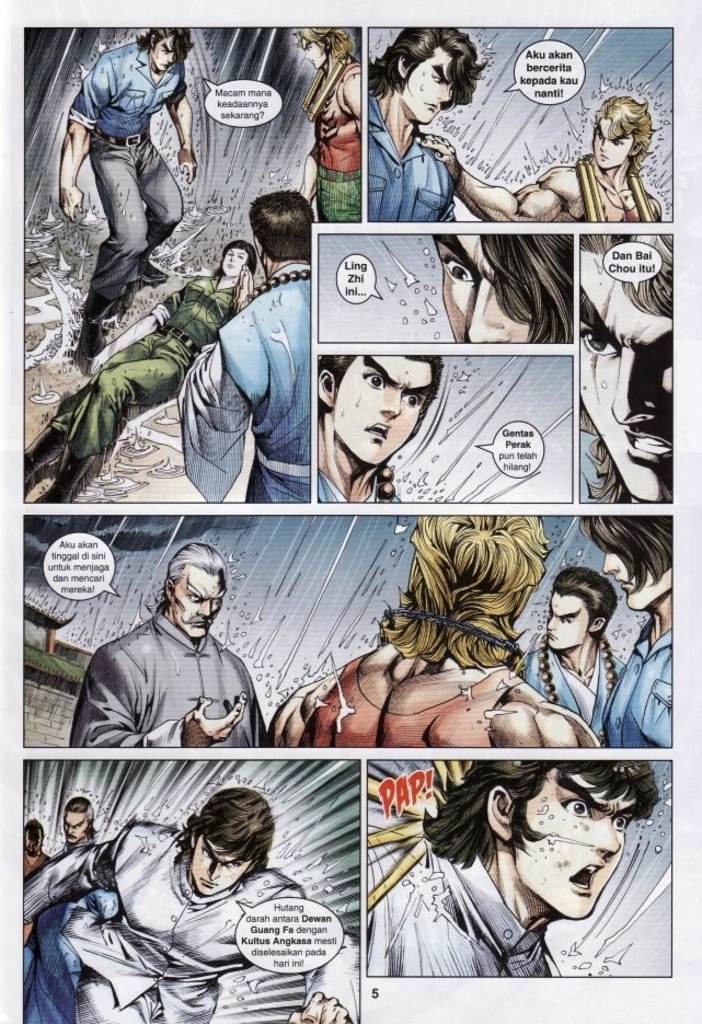 Macam mana
keadaannya
sekarang?
Aku akan
bercerita
kepada kau
nanti!
Ling
Zhi
ini...
Dan Bai
Chou itu!
Gentas
Perak
pun telah
hilang!
Aku akan
tinggal di sini
untuk menjaga
dan mencari
mereka!
Hutang
darah antara Dewan
Guang Fa dengan
Kultus Angkasa mesti
diselesaikan pada
hari ini!
PAP!
5